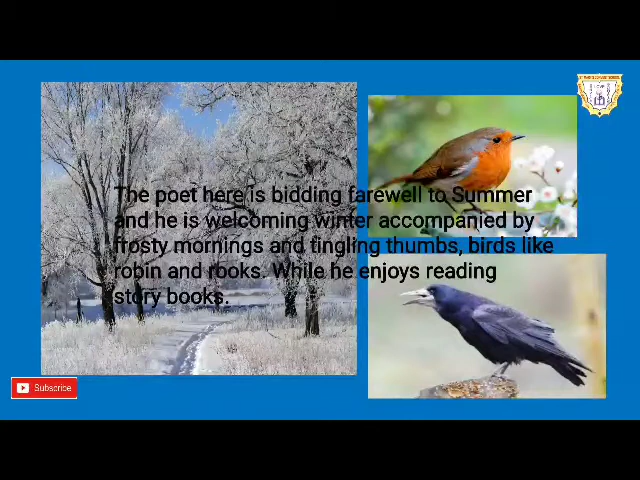 The poet here is bidding farewell to Summer
and he is welcoming winter accompanied by
frosty mornings and tingling thumbs, birds like
robin and rooks. While he enjoys reading
story books.
Subscribe